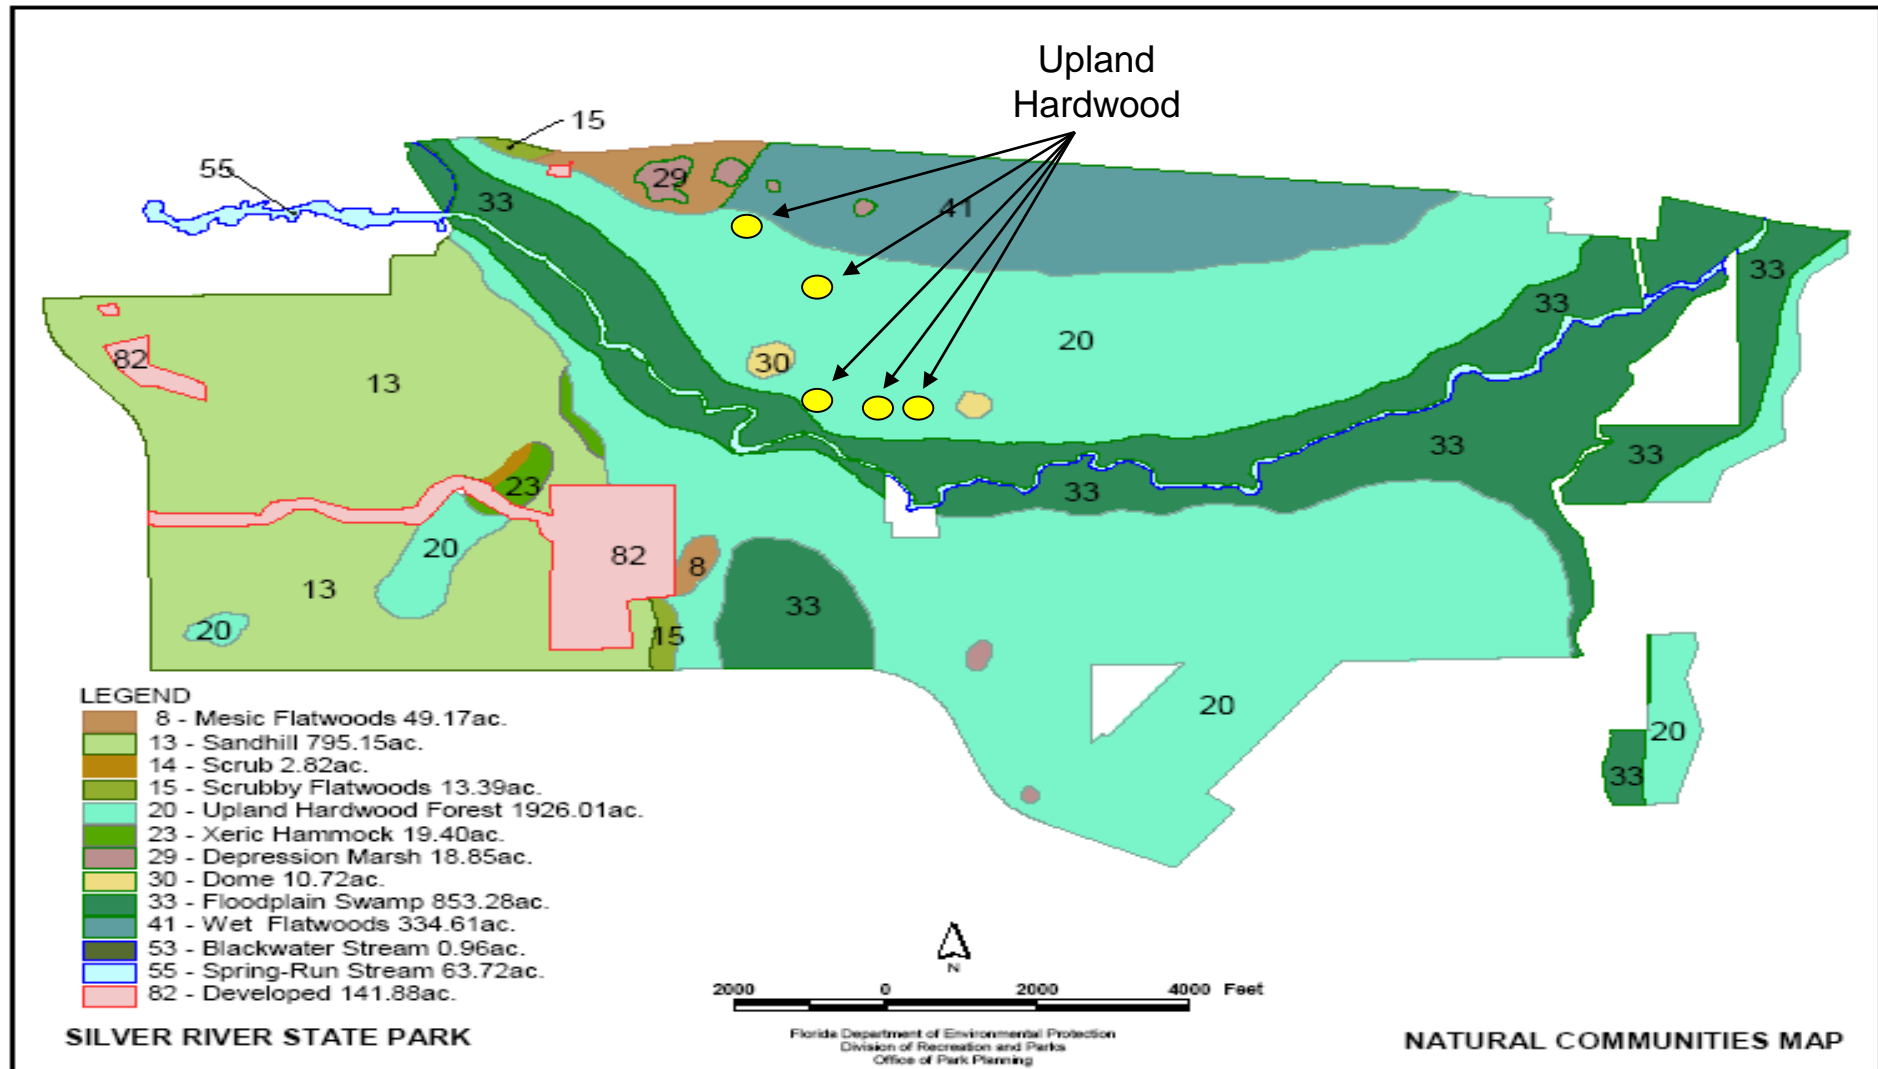 Upland
Hardwood
15
55
29
33
41
33
33
20
30
82
13
33
33
33
23
20
82
8
13
33
20
15
20
20
33
LEGEND
8 - Mesic Flatwoods 49.17ac.
13 - Sandhill 795.15ac.
14 - Scrub 2.82ac.
15 - Scrubby Flatwoods 13.39ac.
20 - Upland Hardwood Forest 1926.01ac.
23 - Xeric Hammock 19.40ac.
29 - Depression Marsh 18.85ac.
30 - Dome 10.72ac.
33 - Floodplain Swamp 853.28ac.
41 - Wet Flatwoods 334.61ac.
53 - Blackwater Stream 0.96ac.
55 - Spring-Run Stream 63.72ac.
82 - Developed 141.88ac.
N
2000 0 2000 4000 Feet
SILVER RIVER STATE PARK
Florida Department of Environmental Protection
Division of Recreation and Parks
Office of Park Planning
NATURAL COMMUNITIES MAP